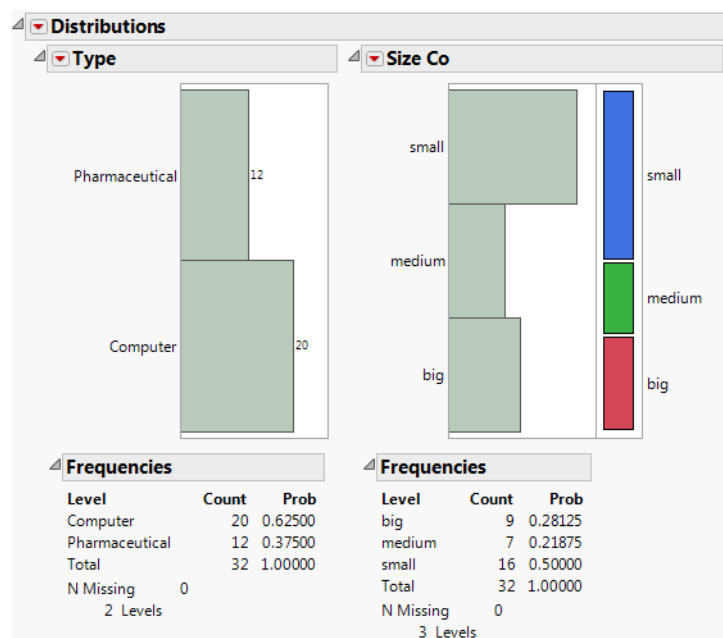 Distributions
Type
Pharmaceutical
12
Computer
20
Frequencies
Level Count Prob
Computer 20 0.62500
Pharmaceutical 12 0.37500
Total 32 1.00000
N Missing 0
2 Levels
Size Co
small
medium
big
small
medium
big
Frequencies
Level Count Prob
big 9 0.28125
medium 7 0.21875
small 16 0.50000
Total 32 1.00000
N Missing 0
3 Levels